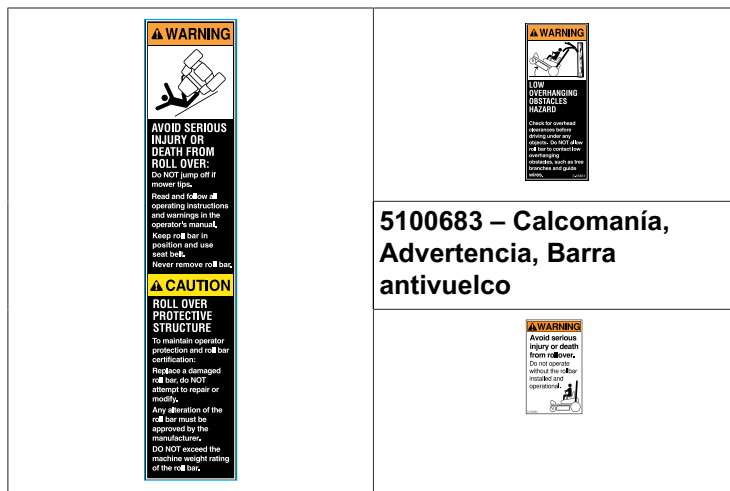 WARNING
AVOID SERIOUS
INJURY OR
DEATH FROM
ROLL OVER:
Do NOT jump off if
mower tips.
Read and follow all
operating instructions
and warnings in the
operator's manual.
Keep roll bar in
position and use
seat belt.
Never remove roll bar.
CAUTION
ROLL OVER
PROTECTIVE
STRUCTURE
To maintain operator
protection and roll bar
certification:
Replace a damaged
roll bar, do NOT
attempt to repair or
modify.
Any alteration of the
roll bar must be
approved by the
manufacturer.
DO NOT exceed the
machine weight rating
of the roll bar.
WARNING
LOW
OVERHANGING
OBSTACLES
HAZARD
Check for overhead
clearances before
driving under any
objects. Do NOT allow
roll bar to contact low
overhanging
obstacles, such as tree
branches and guide
wires.
5100683 – Calcomanía,
Advertencia, Barra
antivuelco
WARNING
Avoid serious
injury or death
from rollover.
Do not operate
without the rollbar
installed and
operational.